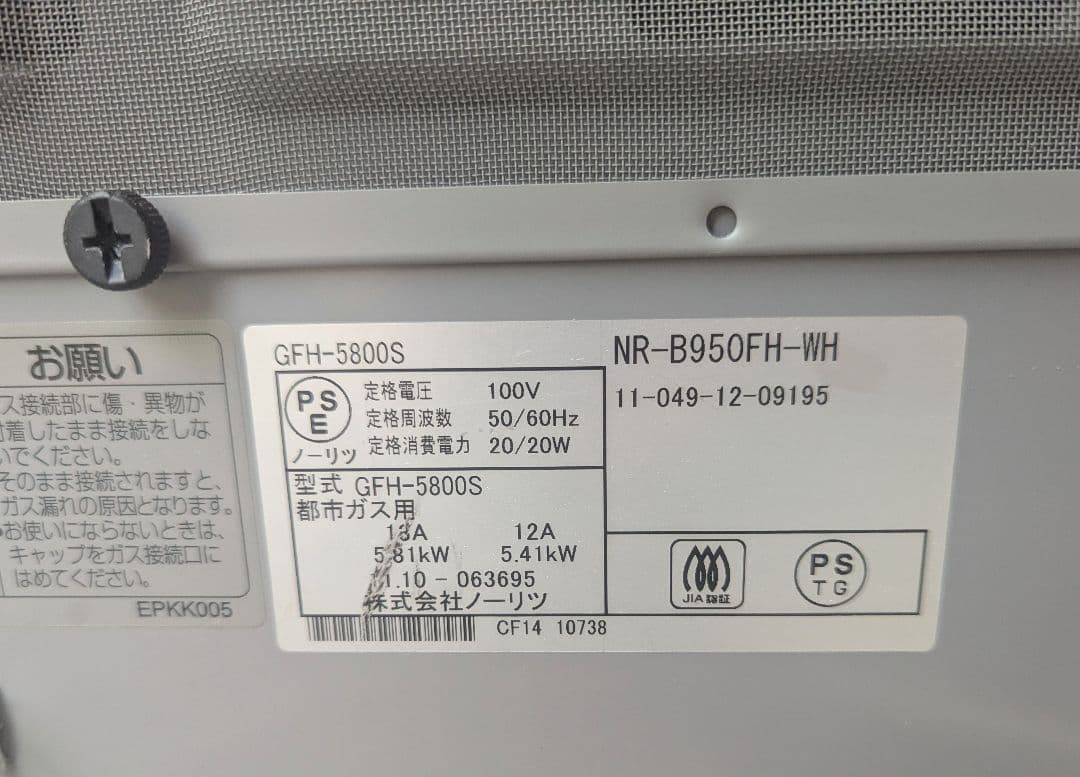 お願い
ス接続部に傷・異物が
着したまま接続をしな
いでください。
そのまま接続されますと、
ガス漏れの原因となります。
お使いにならないときは、
キャップをガス接続口に
はめてください。
EPKK005
GFH-5800S
PS
E
ノーリツ
定格電圧 100V
定格周波数 50/60Hz
定格消費電力 20/20W
型式 GFH-5800S
都市ガス用
13A 12A
5.81kW 5.41kW
11.10-063695
株式会社ノーリツ
CF14 10738
NR-B950FH-WH
11-049-12-09195
JIA 認証
PS
TG